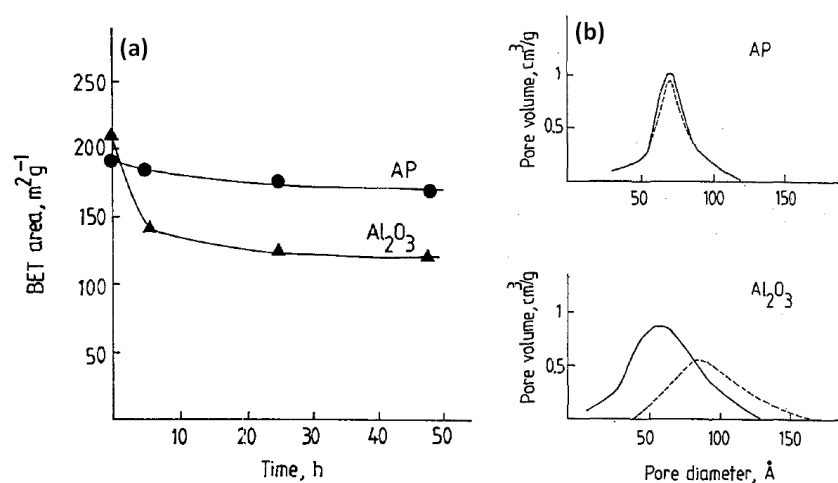 (a)
250
200
150
100
50
BET area, m²g⁻¹
AP
Al₂O₃
10 20 30 40 50
Time, h
(b)
AP
Pore volume, cm³/g
1
0.5
50 100 150
Al₂O₃
Pore volume, cm³/g
1
0.5
50 100 150
Pore diameter, Å